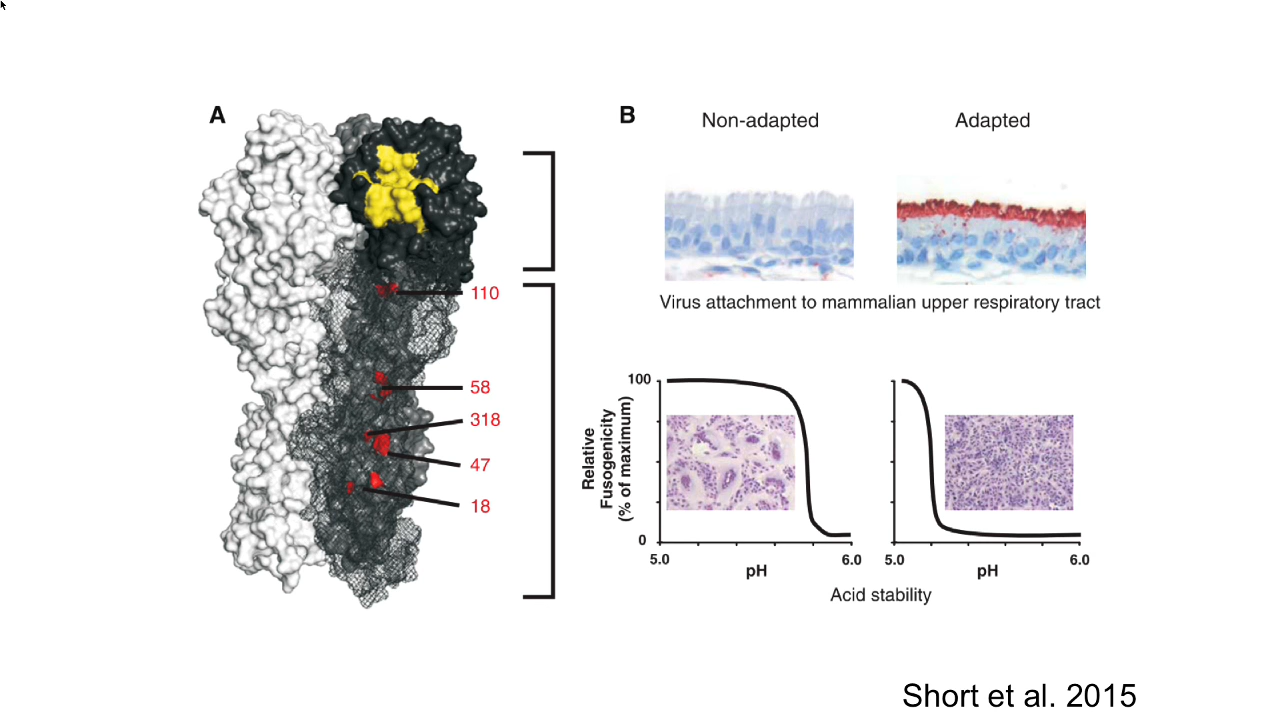 A
110
58
318
47
18
B
Non-adapted
Adapted
Virus attachment to mammalian upper respiratory tract
Relative
Fusogenicity
(% of maximum)
100
0
5.0
6.0
pH
5.0
6.0
pH
Acid stability
Short et al. 2015